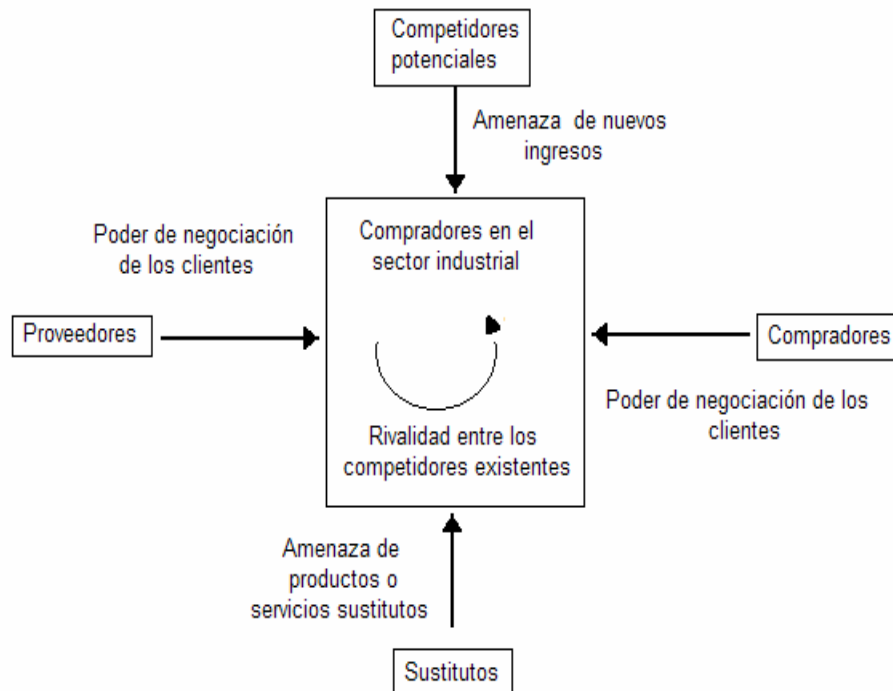 Competidores
potenciales
Amenaza de nuevos
ingresos
Poder de negociación
de los clientes
Compradores en el
sector industrial
Proveedores
Compradores
Poder de negociación de los
clientes
Rivalidad entre los
competidores existentes
Amenaza de
productos o
servicios sustitutos
Sustitutos